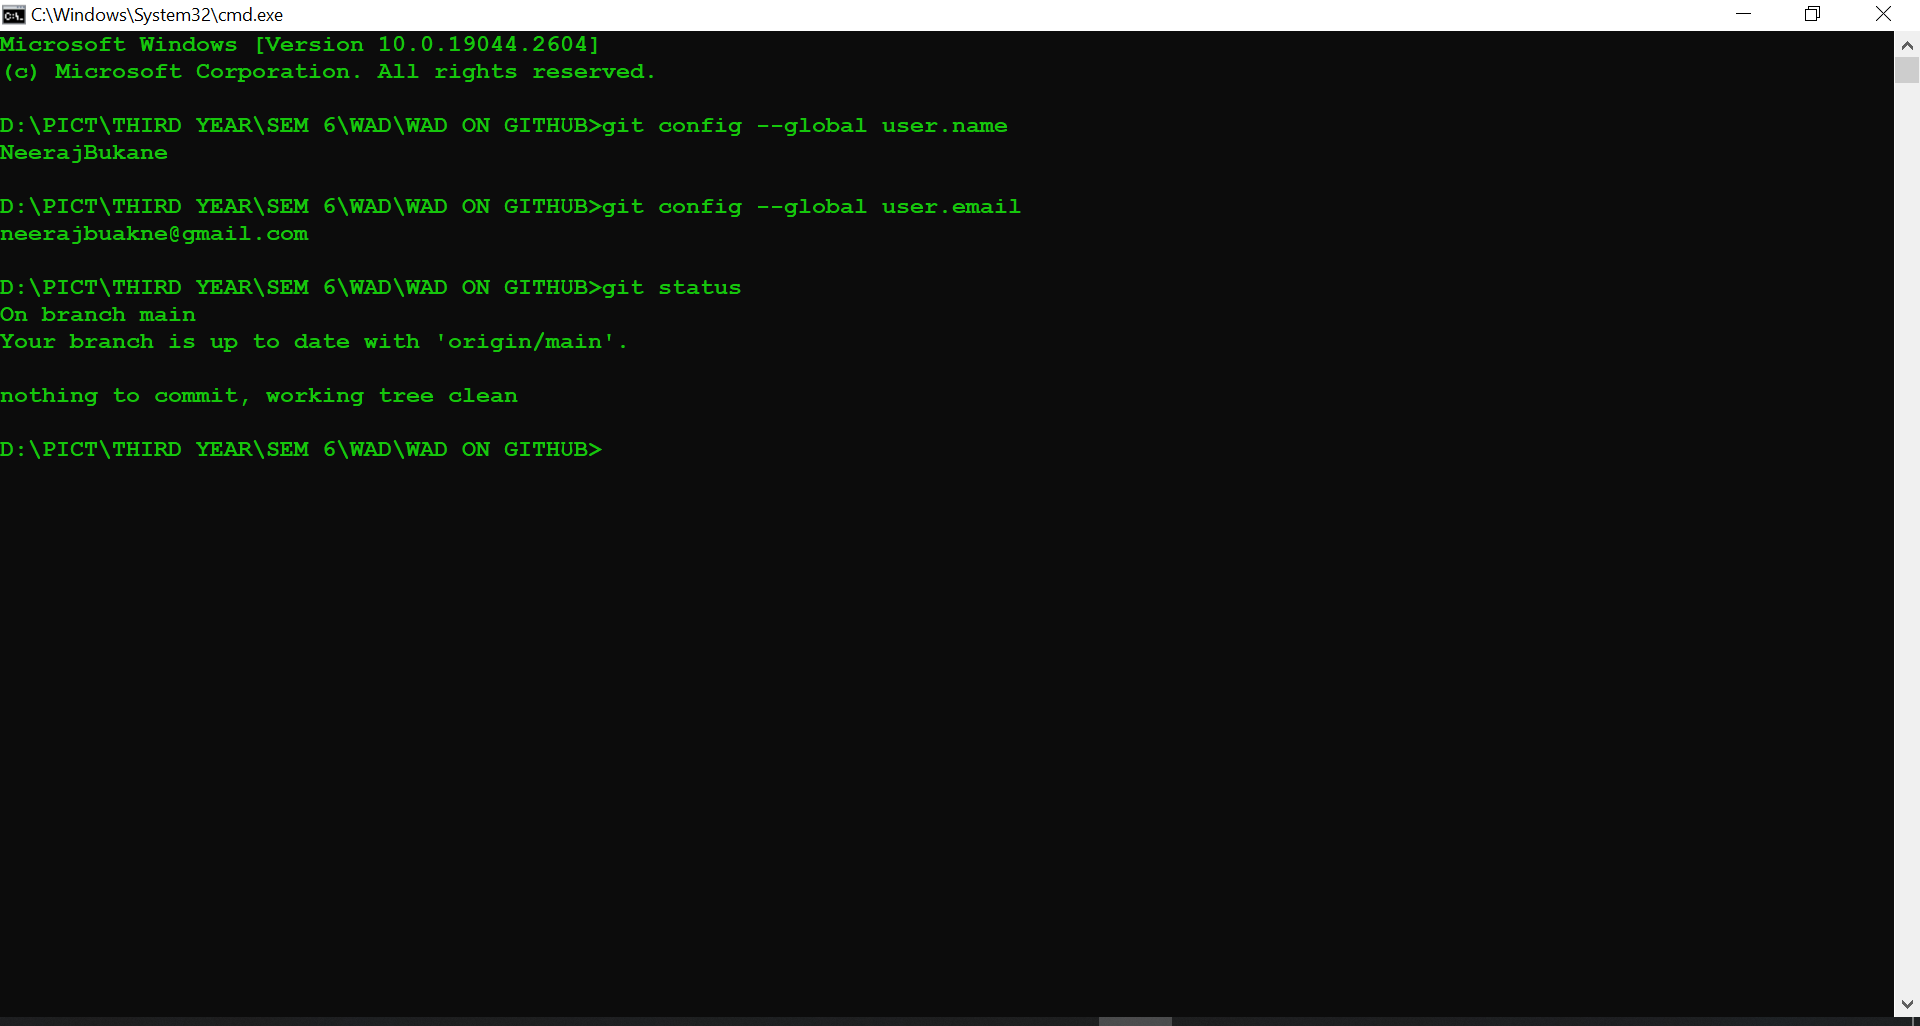 C:\Windows\System32\cmd.exe
Microsoft Windows [Version 10.0.19044.2604]
(c) Microsoft Corporation. All rights reserved.
D:\PICT\THIRD YEAR\SEM 6\WAD\WAD ON GITHUB>git config --global user.name
NeerajBukane
D:\PICT\THIRD YEAR\SEM 6\WAD\WAD ON GITHUB>git config --global user.email
neerajbuakne@gmail.com
D:\PICT\THIRD YEAR\SEM 6\WAD\WAD ON GITHUB>git status
On branch main
Your branch is up to date with 'origin/main'.
nothing to commit, working tree clean
D:\PICT\THIRD YEAR\SEM 6\WAD\WAD ON GITHUB>